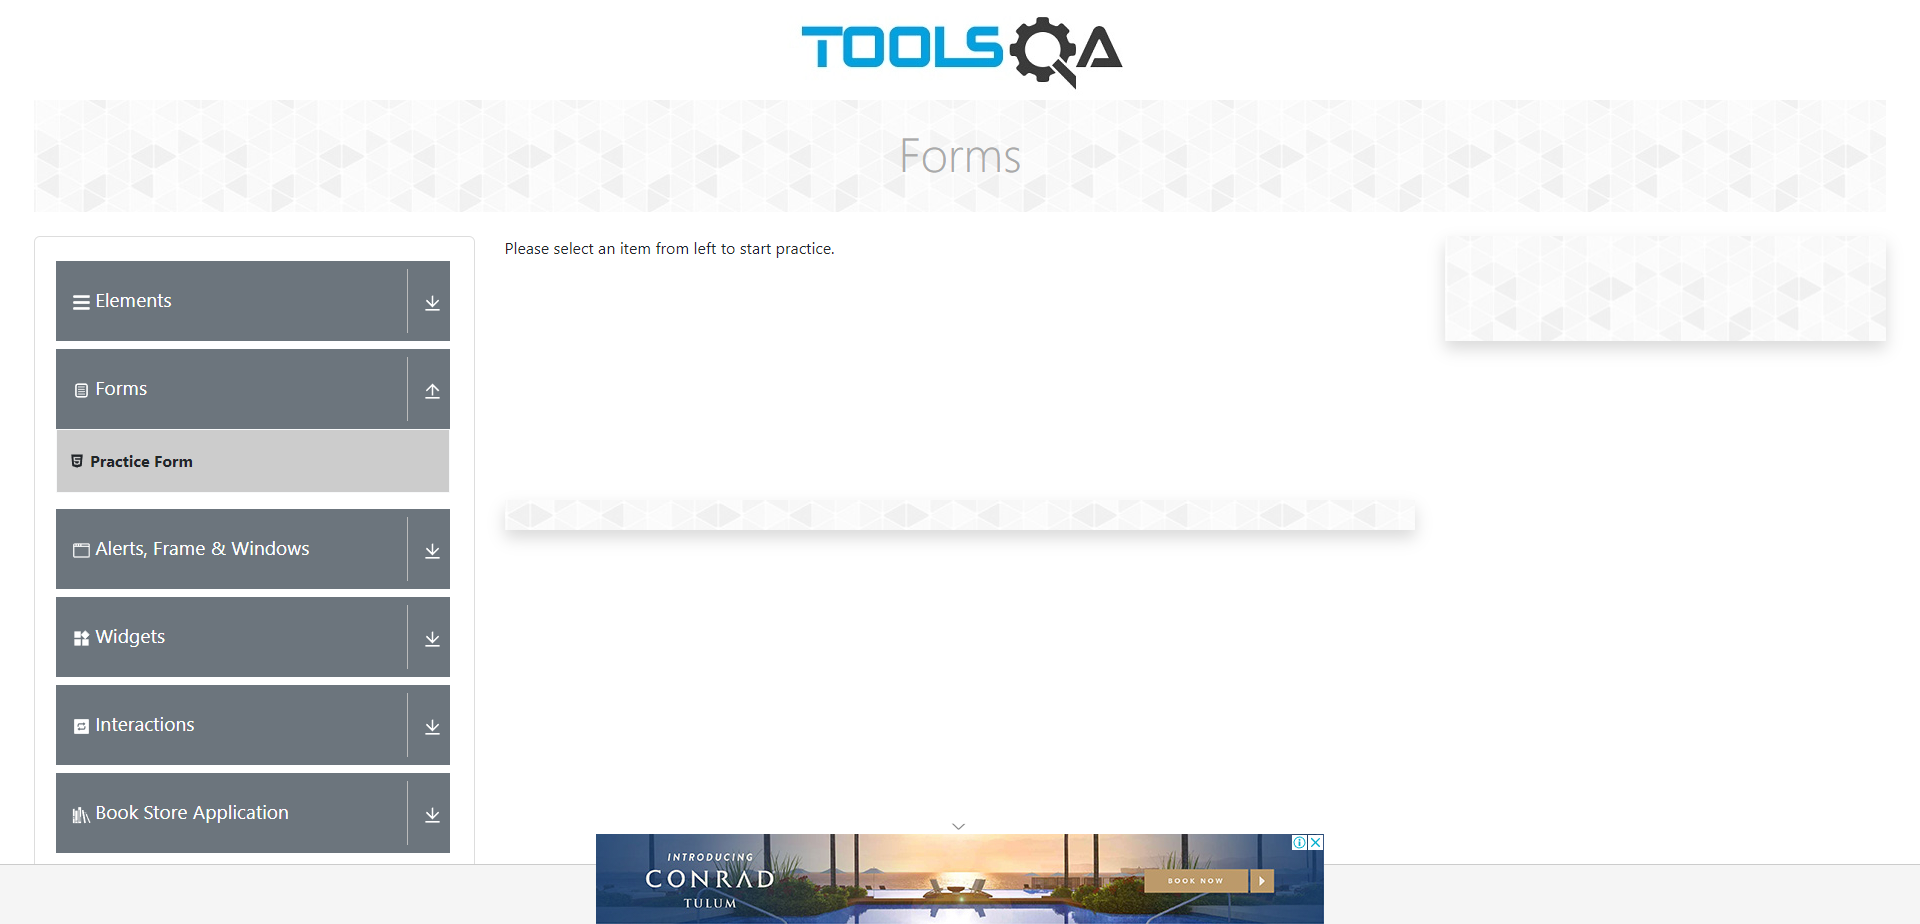 TOOLSQA
Forms
Elements
Forms
Practice Form
Alerts, Frame & Windows
Widgets
Interactions
Book Store Application
Please select an item from left to start practice.
INTRODUCING
CONRAD
TULUM
BOOK NOW